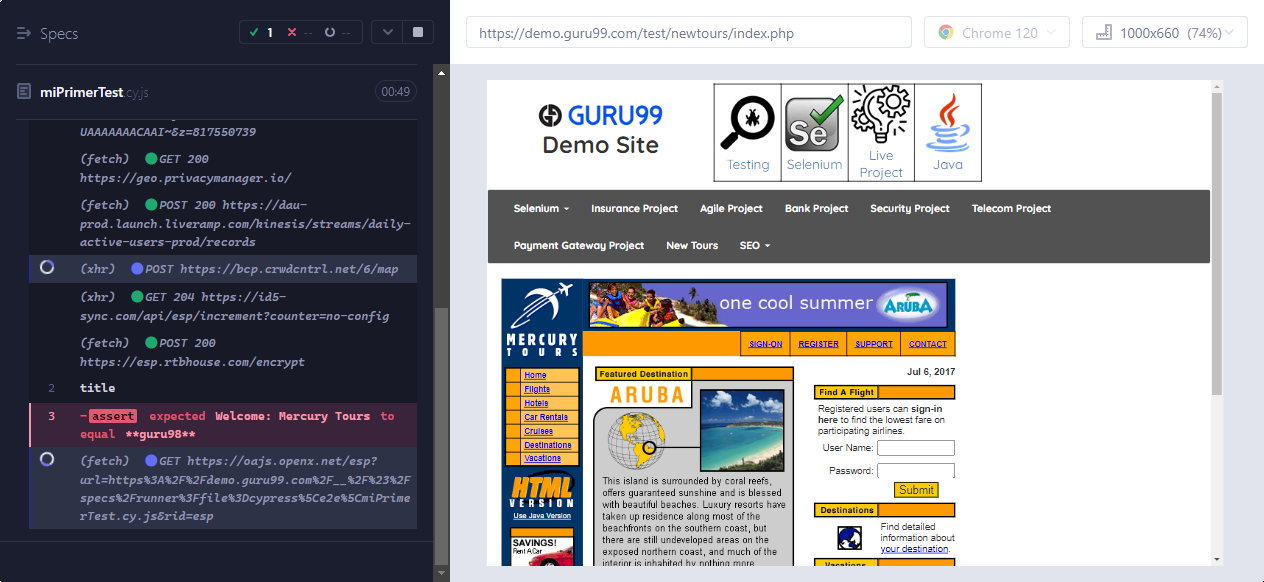 Specs
1 -- --
https://demo.guru99.com/test/newtours/index.php
Chrome 120
1000x660 (74%)
miPrimerTest.cy.js
00:49
UAAAAAAACAAI~&z=817550739
(fetch) GET 200
https://geo.privacymanager.io/
(fetch) POST 200 https://dau-
prod.launch.liveramp.com/kinesis/streams/daily-
active-users-prod/records
(xhr) POST https://bcp.crwdcntrl.net/6/map
(xhr) GET 204 https://id5-
sync.com/api/esp/increment?counter=no-config
(fetch) POST 200
https://esp.rtbhouse.com/encrypt
2 title
3 -assert expected Welcome: Mercury Tours to
equal **guru98**
(fetch) GET https://oajs.openx.net/esp?
url=https%3A%2F%2Fdemo.guru99.com%2F__%2F%23%2F
specs%2Frunner%3Ffile%3Dcypress%5Ce2e%5CmiPrime
rTest.cy.js&rid=esp
GURU99
Demo Site
Testing
Se
Selenium
Live
Project
Java
Selenium
Insurance Project
Agile Project
Bank Project
Security Project
Telecom Project
Payment Gateway Project
New Tours
SEO
MERCURY
TOURS
one cool summer ARUBA
SIGN-ON
REGISTER
SUPPORT
CONTACT
Home
Flights
Hotels
Car Rentals
Cruises
Destinations
Vacations
HTML
VERSION
Use Java Version
SAVINGS!
Rent A Car
Featured Destination
ARUBA
This island is surrounded by coral reefs,
offers guaranteed sunshine and is blessed
with beautiful beaches. Luxury resorts have
taken up residence along most of the
beachfronts on the southern coast, but
there are still undeveloped areas on the
exposed northern coast, and much of the
interior is inhabited by nothing more
Jul 6, 2017
Find A Flight
Registered users can sign-in
here to find the lowest fare on
participating airlines.
User Name:
Password:
Submit
Destinations
Find detailed
information about
your destination.
Vacations